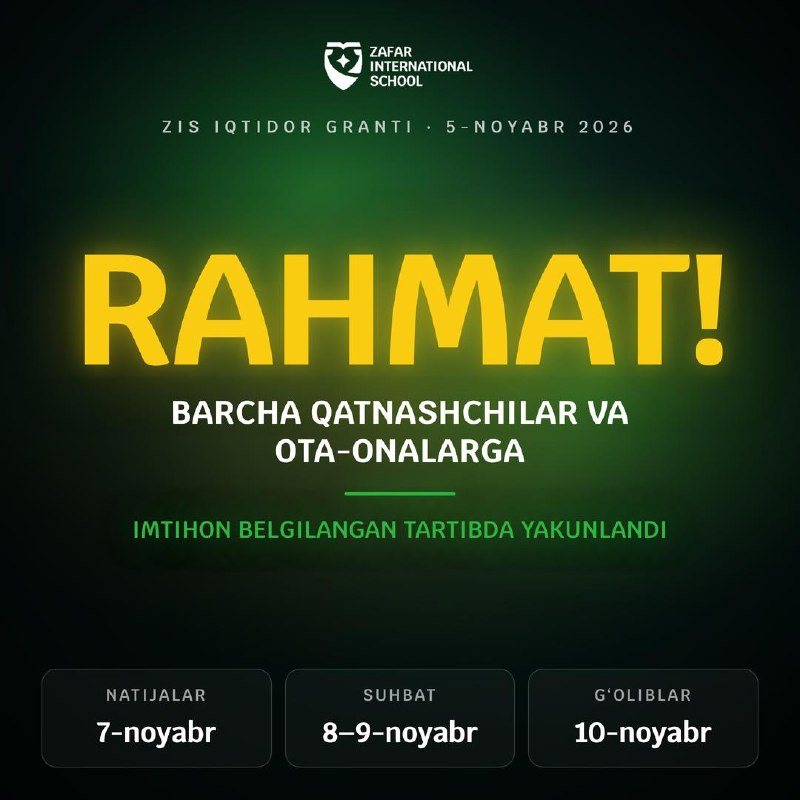 ZAFAR
INTERNATIONAL
SCHOOL
ZIS IQTIDOR GRANTI · 5-NOYABR 2026
RAHMAT!
BARCHA QATNASHCHILAR VA
OTA-ONALARGA
IMTIHON BELGILANGAN TARTIBDA YAKUNLANDI
NATIJALAR
7-noyabr
SUHBAT
8–9-noyabr
G‘OLIBLAR
10-noyabr